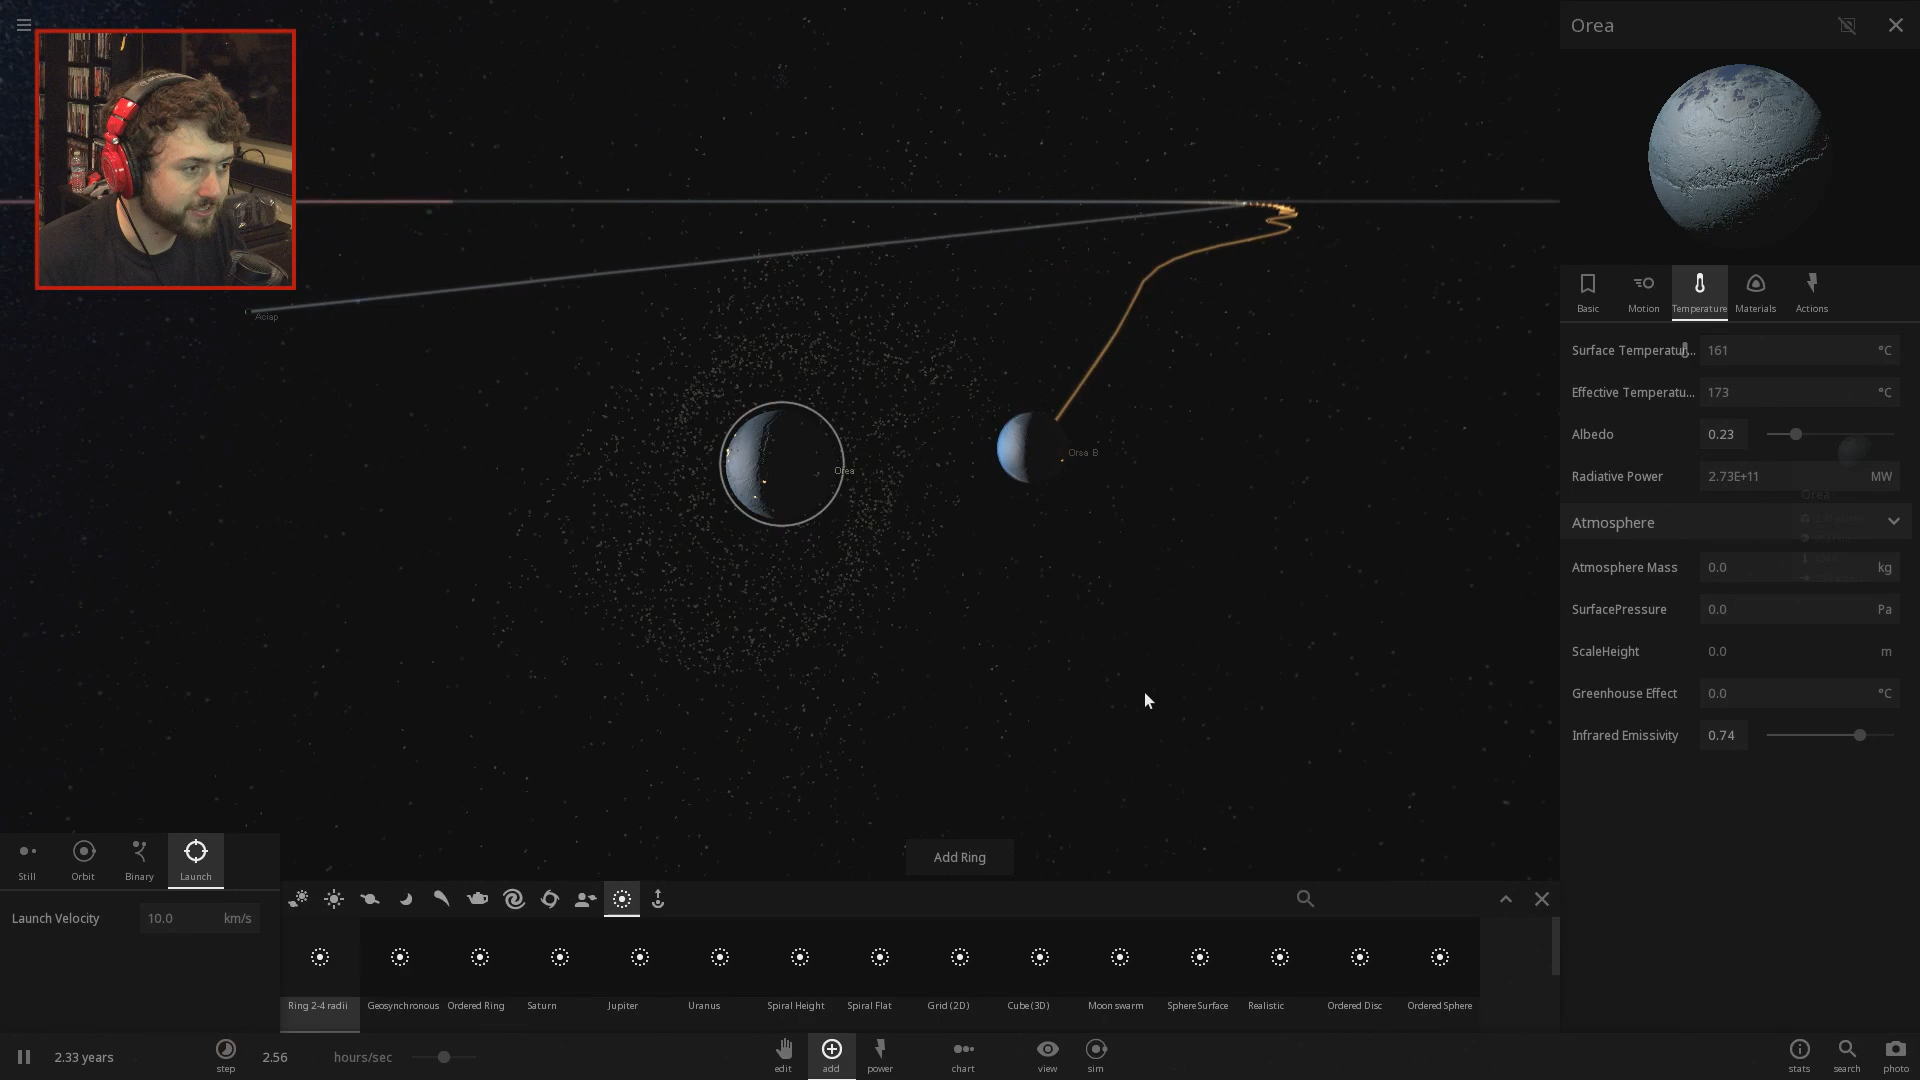 Orea
Basic
Motion
Temperature
Materials
Actions
Surface Temperatur...
161
°C
Effective Temperatu...
173
°C
Albedo
0.23
Radiative Power
2.73E+11
MW
Orea
Atmosphere
Atmosphere Mass
0.0
kg
SurfacePressure
0.0
Pa
ScaleHeight
0.0
m
Greenhouse Effect
0.0
°C
Infrared Emissivity
0.74
Aciap
Orea
Orsa B
Add Ring
Still
Orbit
Binary
Launch
Launch Velocity
10.0
km/s
Ring 2-4 radii
Geosynchronous
Ordered Ring
Saturn
Jupiter
Uranus
Spiral Height
Spiral Flat
Grid (2D)
Cube (3D)
Moon swarm
Sphere Surface
Realistic
Ordered Disc
Ordered Sphere
2.33 years
step
2.56
hours/sec
edit
add
power
chart
view
sim
stats
search
photo